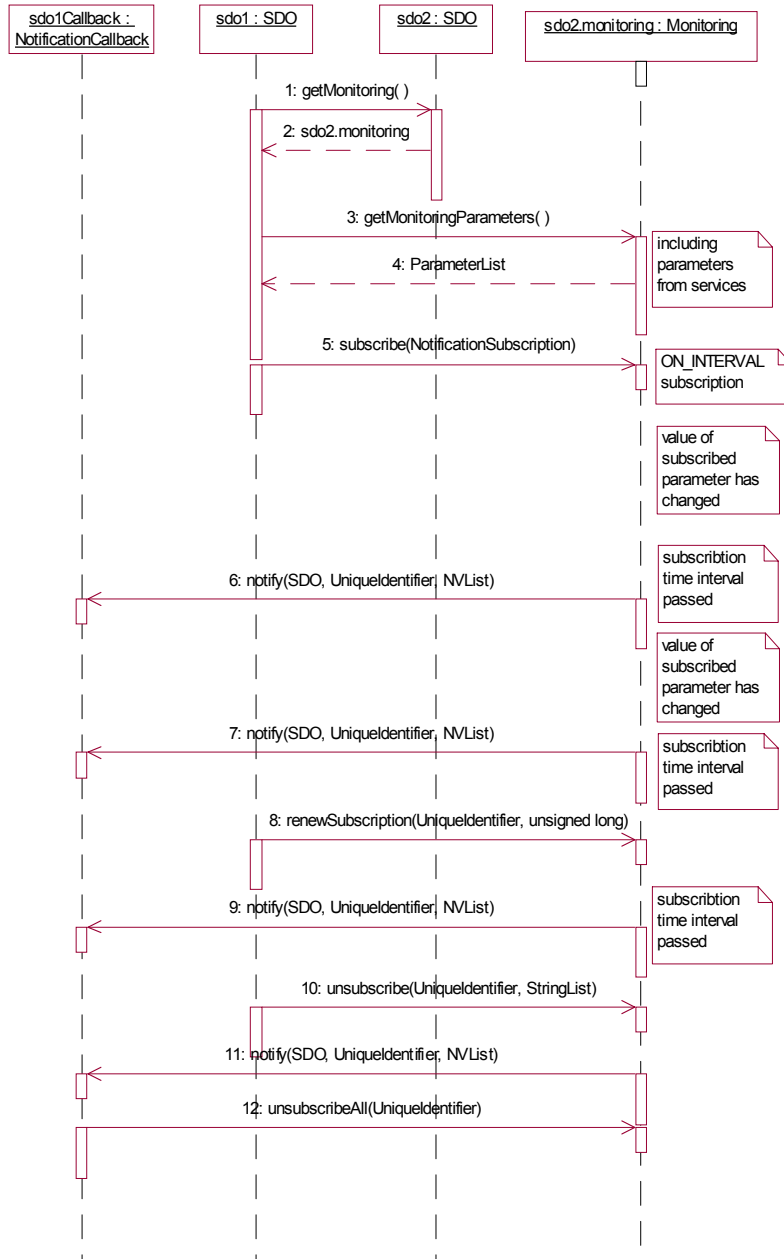 sdo1Callback :
NotificationCallback
sdo1 : SDO
sdo2 : SDO
sdo2.monitoring : Monitoring
1: getMonitoring( )
2: sdo2.monitoring
3: getMonitoringParameters( )
including
parameters
from services
4: ParameterList
5: subscribe(NotificationSubscription)
ON_INTERVAL
subscription
value of
subscribed
parameter has
changed
subscribtion
time interval
passed
6: notify(SDO, UniqueIdentifier, NVList)
value of
subscribed
parameter has
changed
7: notify(SDO, UniqueIdentifier, NVList)
subscribtion
time interval
passed
8: renewSubscription(UniqueIdentifier, unsigned long)
9: notify(SDO, UniqueIdentifier, NVList)
subscribtion
time interval
passed
10: unsubscribe(UniqueIdentifier, StringList)
11: notify(SDO, UniqueIdentifier, NVList)
12: unsubscribeAll(UniqueIdentifier)